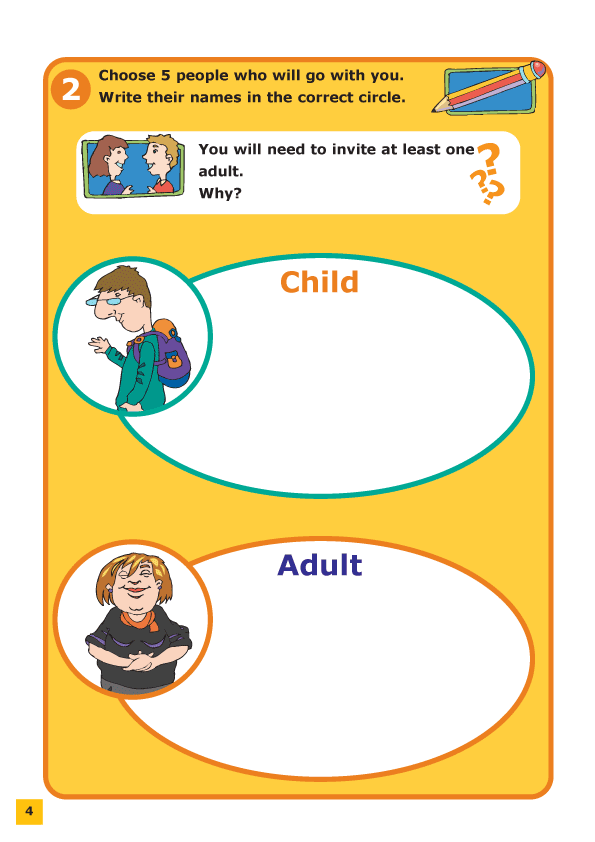 2
Choose 5 people who will go with you.
Write their names in the correct circle.
You will need to invite at least one
adult.
Why?
???
Child
Adult
4